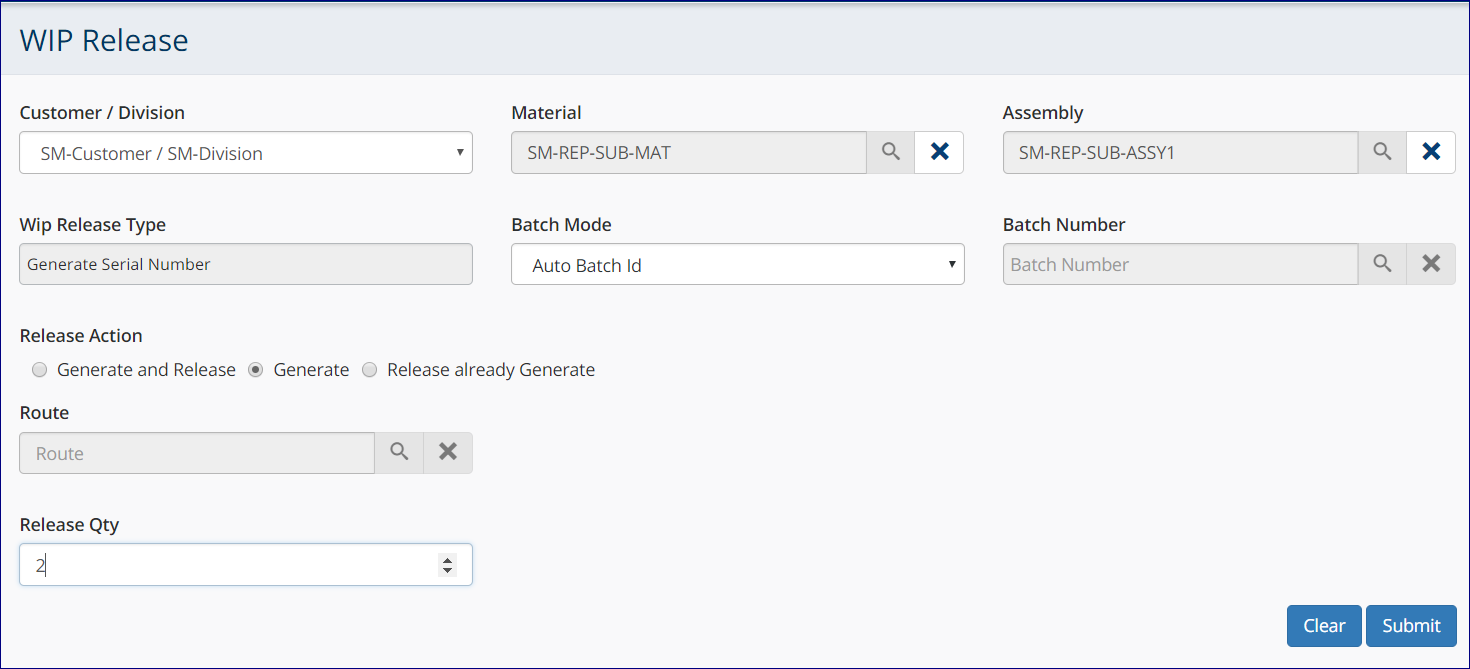 WIP Release
Customer / Division
Material
Assembly
SM-Customer / SM-Division
SM-REP-SUB-MAT
SM-REP-SUB-ASSY1
Wip Release Type
Batch Mode
Batch Number
Generate Serial Number
Auto Batch Id
Batch Number
Release Action
Generate and Release Generate Release already Generate
Route
Route
Release Qty
2
Clear Submit